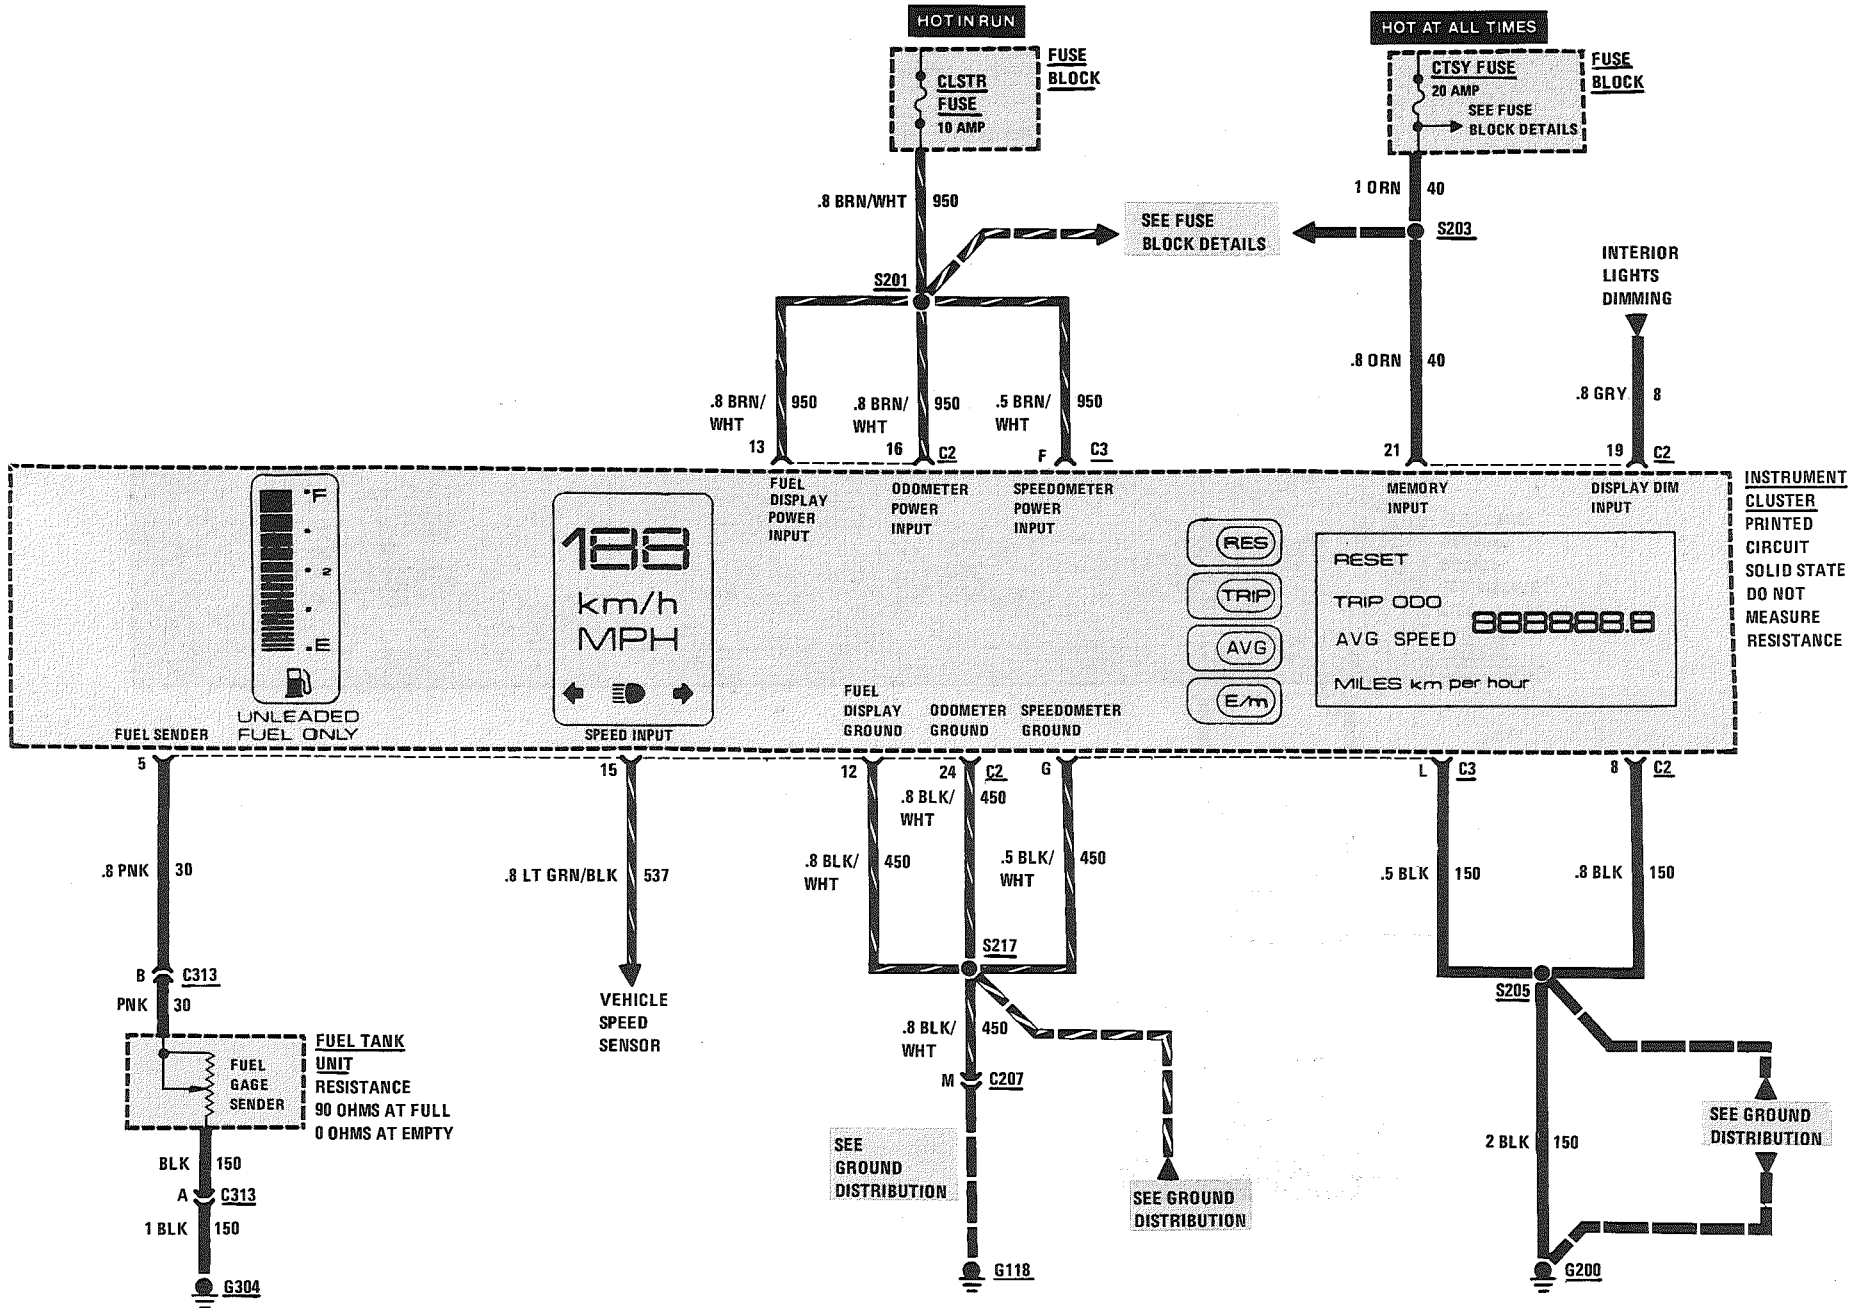 HOT IN RUN
HOT AT ALL TIMES
CLSTR
FUSE
10 AMP
FUSE
BLOCK
CTSY FUSE
20 AMP
SEE FUSE
BLOCK DETAILS
FUSE
BLOCK
.8 BRN/WHT
950
1 ORN
40
SEE FUSE
BLOCK DETAILS
S203
S201
INTERIOR
LIGHTS
DIMMING
.8 ORN
40
.8 BRN/
WHT
950
.8 BRN/
WHT
950
.5 BRN/
WHT
950
.8 GRY
8
13
16
C2
F
C3
21
19
C2
FUEL
DISPLAY
POWER
INPUT
ODOMETER
POWER
INPUT
SPEEDOMETER
POWER
INPUT
MEMORY
INPUT
DISPLAY DIM
INPUT
INSTRUMENT
CLUSTER
PRINTED
CIRCUIT
SOLID STATE
DO NOT
MEASURE
RESISTANCE
F
2
E
UNLEADED
FUEL ONLY
188
km/h
MPH
RES
TRIP
AVG
E/m
RESET
TRIP ODO
AVG SPEED
888888.8
MILES km per hour
FUEL SENDER
SPEED INPUT
FUEL
DISPLAY
GROUND
ODOMETER
GROUND
SPEEDOMETER
GROUND
5
15
12
24
C2
G
L
C3
8
C2
.8 BLK/
WHT
450
.8 PNK
30
.8 LT GRN/BLK
537
.8 BLK/
WHT
450
.5 BLK/
WHT
450
.5 BLK
150
.8 BLK
150
S217
B
C313
PNK
30
VEHICLE
SPEED
SENSOR
S205
.8 BLK/
WHT
450
FUEL
GAGE
SENDER
FUEL TANK
UNIT
RESISTANCE
90 OHMS AT FULL
0 OHMS AT EMPTY
M
C207
SEE GROUND
DISTRIBUTION
BLK
150
SEE
GROUND
DISTRIBUTION
2 BLK
150
A
C313
SEE GROUND
DISTRIBUTION
1 BLK
150
G304
G118
G200